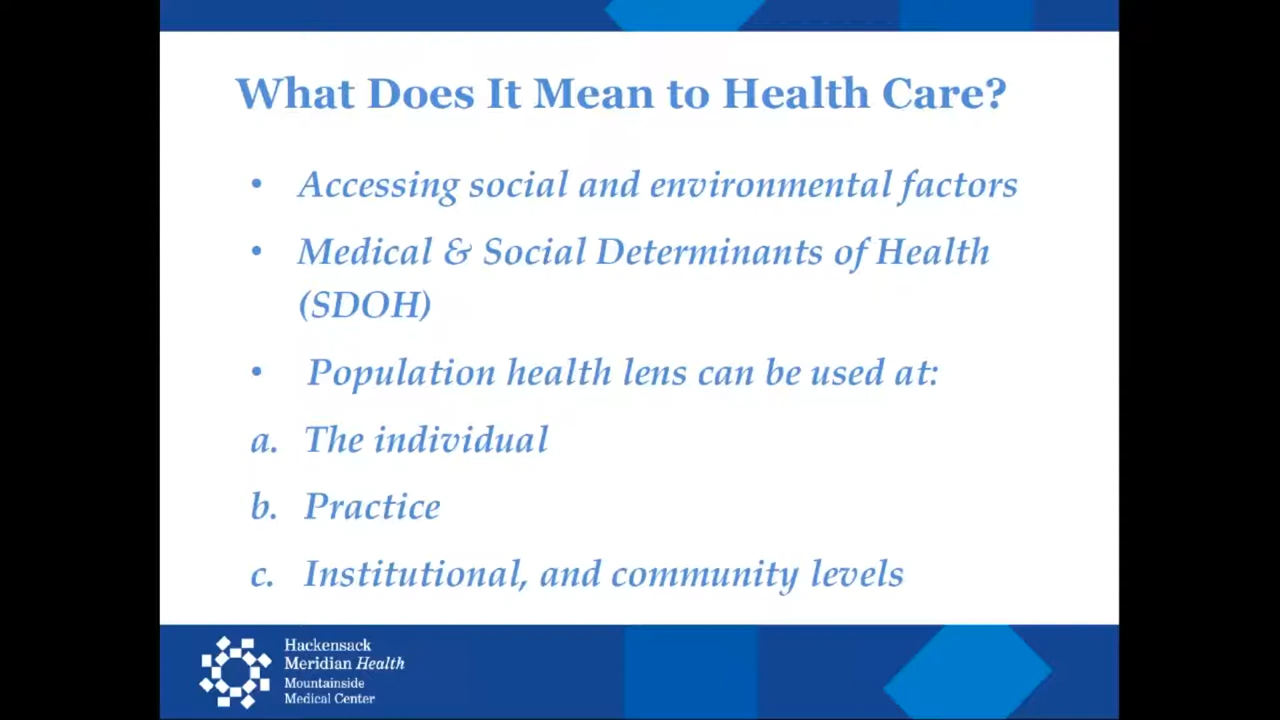 What Does It Mean to Health Care?
• Accessing social and environmental factors
• Medical & Social Determinants of Health
(SDOH)
• Population health lens can be used at:
a. The individual
b. Practice
c. Institutional, and community levels
Hackensack
Meridian Health
Mountainside
Medical Center